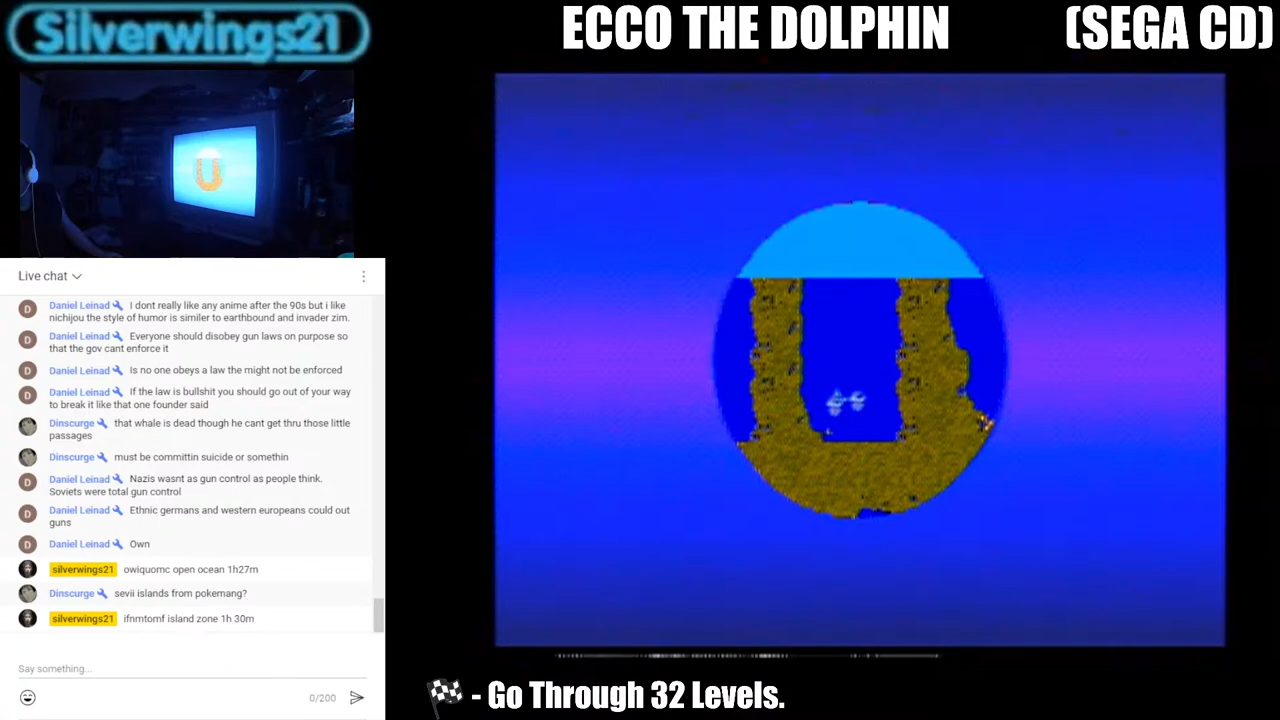 Silverwings21
ECCO THE DOLPHIN (SEGA CD)
Live chat
Daniel Leinad I dont really like any anime after the 90s but i like
nichijou the style of humor is similer to earthbound and invader zim.
Daniel Leinad Everyone should disobey gun laws on purpose so
that the gov cant enforce it
Daniel Leinad Is no one obeys a law the might not be enforced
Daniel Leinad If the law is bullshit you should go out of your way
to break it like that one founder said
Dinscurge that whale is dead though he cant get thru those little
passages
Dinscurge must be committin suicide or somethin
Daniel Leinad Nazis wasnt as gun control as people think.
Soviets were total gun control
Daniel Leinad Ethnic germans and western europeans could out
guns
Daniel Leinad Own
silverwings21 owiquomc open ocean 1h27m
Dinscurge sevii islands from pokemang?
silverwings21 ifnmtomf island zone 1h 30m
Say something...
0/200
- Go Through 32 Levels.
D
D
D
D
D
D
D